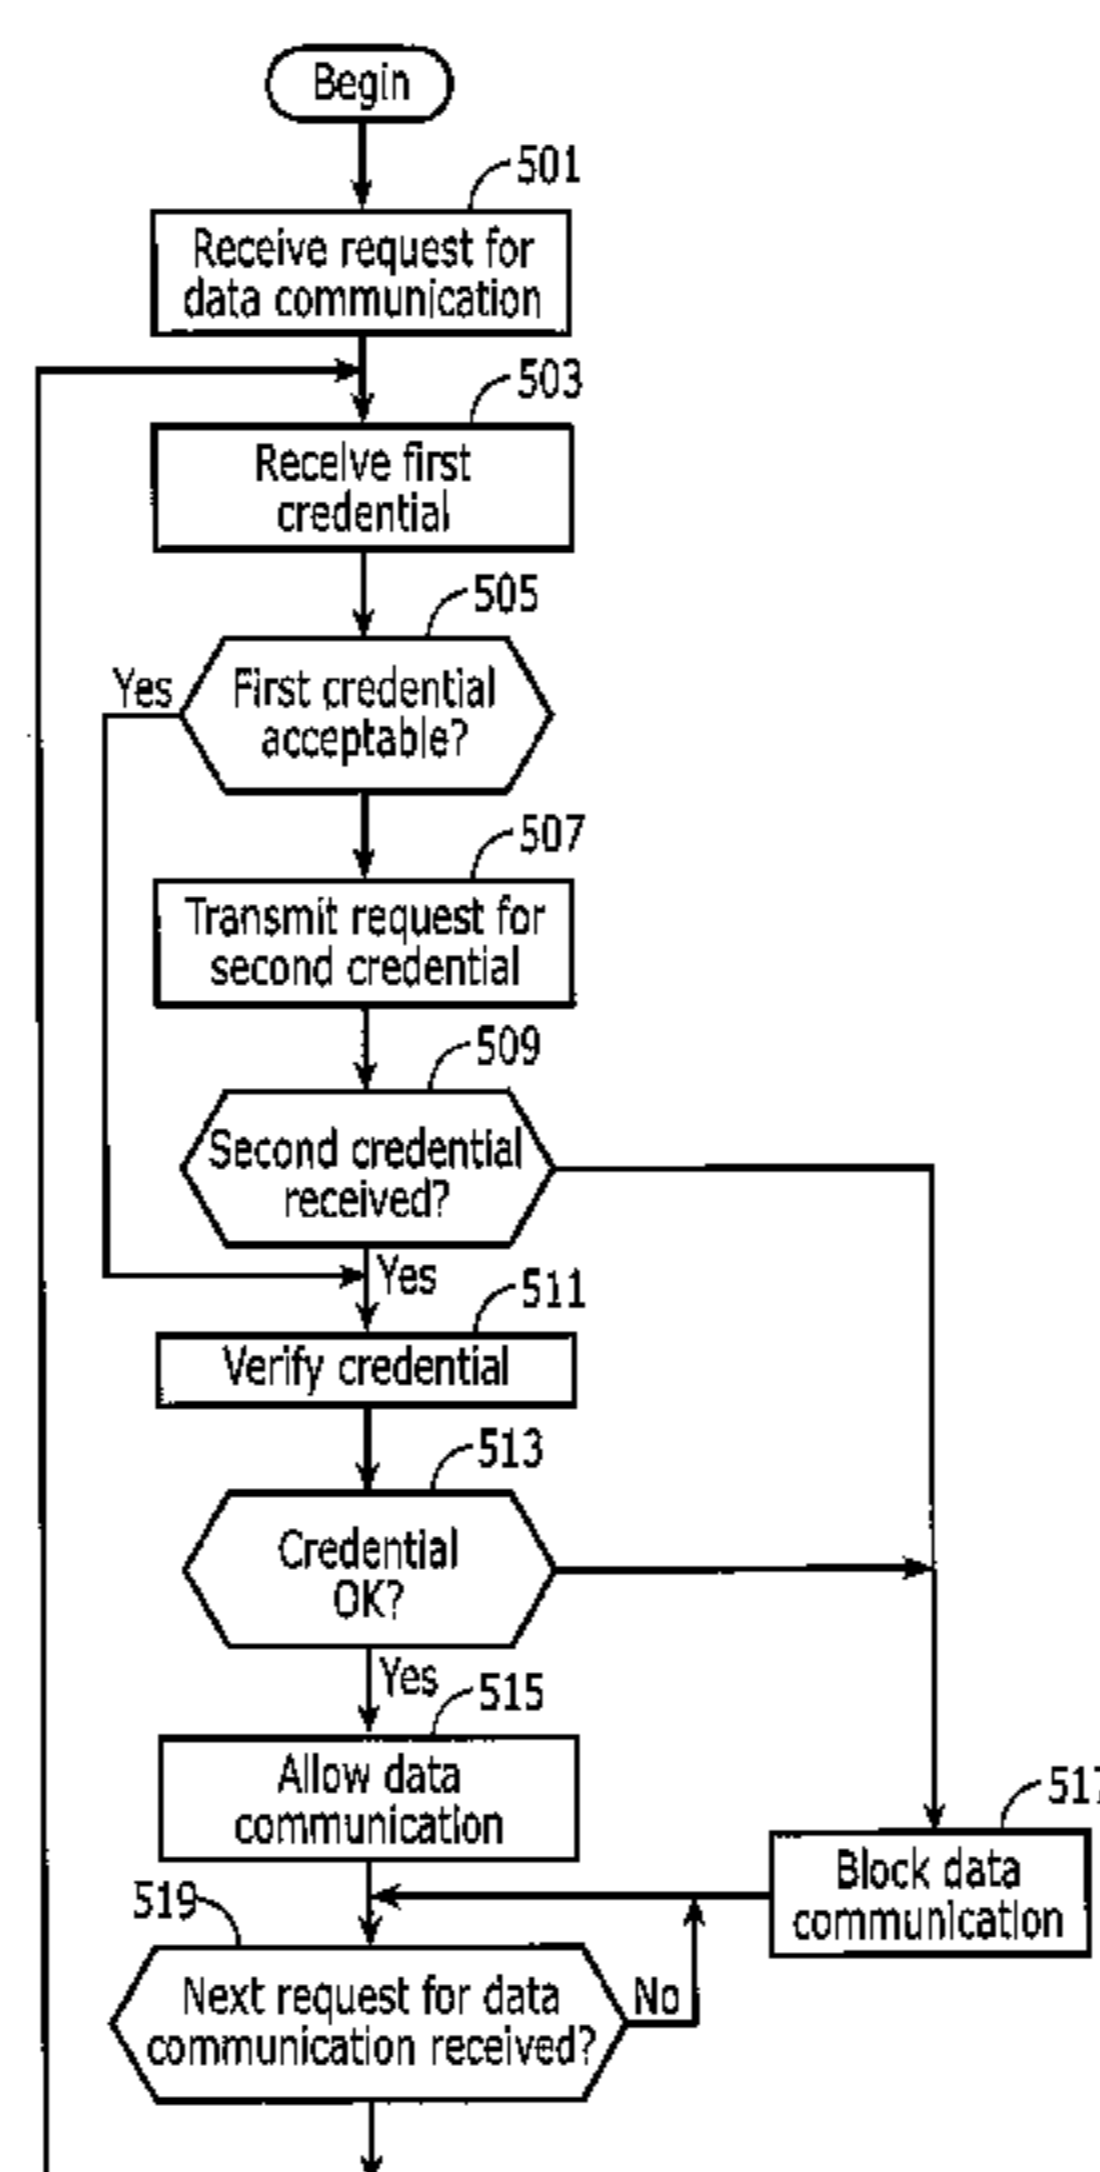 Begin
501
Receive request for
data communication
503
Receive first
credential
505
Yes
First credential
acceptable?
507
Transmit request for
second credential
509
Second credential
received?
Yes
511
Verify credential
513
Credential
OK?
Yes
515
Allow data
communication
517
Block data
communication
519
Next request for data
communication received?
No